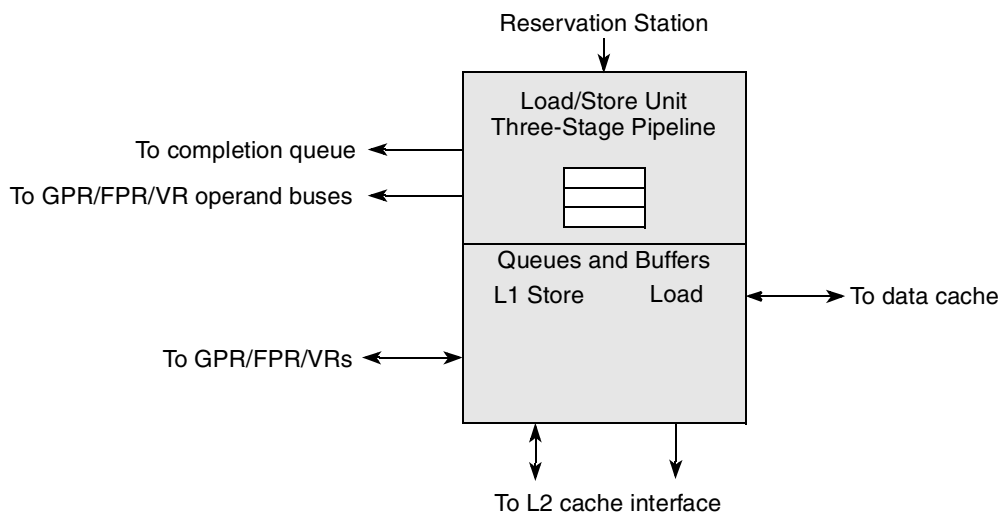 Reservation Station
Load/Store Unit
Three-Stage Pipeline
To completion queue
To GPR/FPR/VR operand buses
Queues and Buffers
L1 Store Load
To data cache
To GPR/FPR/VRs
To L2 cache interface